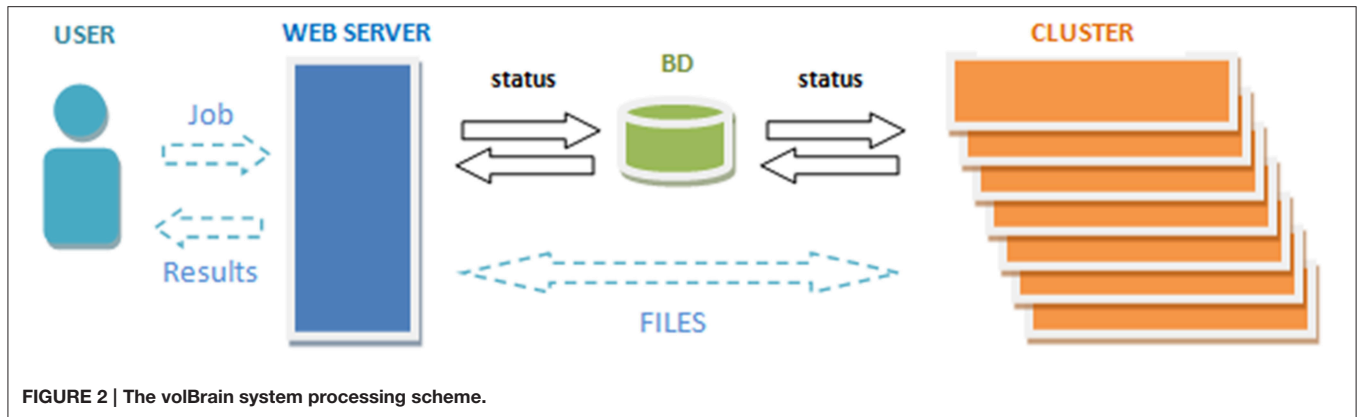 USER
WEB SERVER
BD
CLUSTER
status
status
Job
Results
FILES
FIGURE 2 | The volBrain system processing scheme.